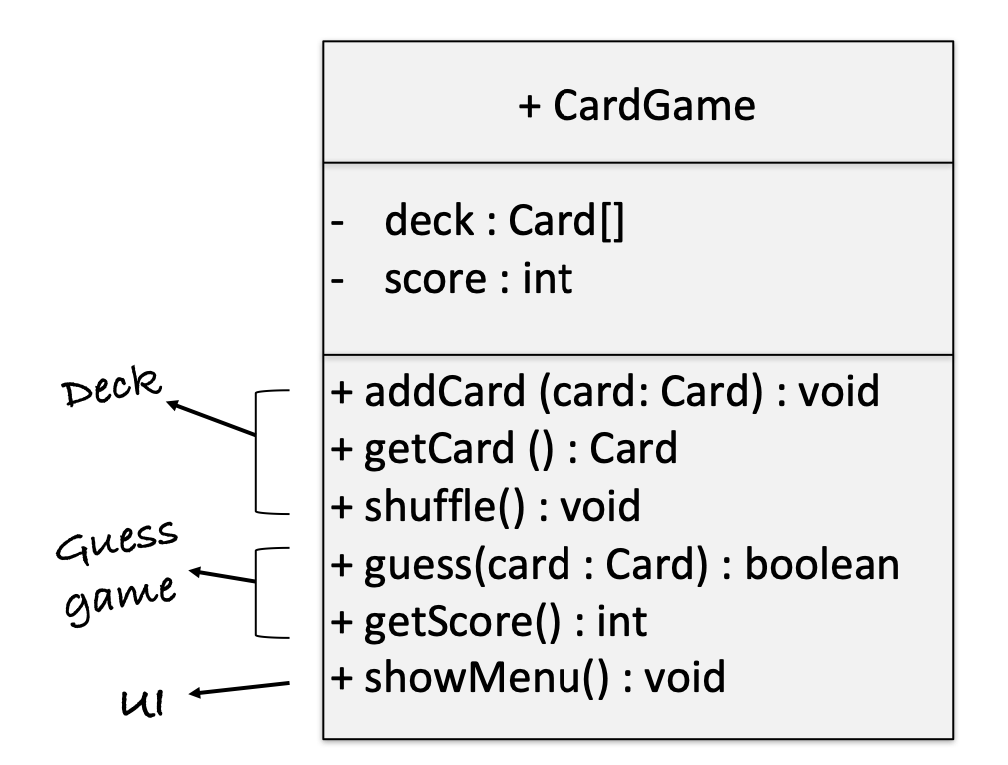 + CardGame
- deck : Card[]
- score : int
Deck
+ addCard (card: Card) : void
+ getCard () : Card
+ shuffle() : void
Guess
game
+ guess(card : Card) : boolean
+ getScore() : int
UI
+ showMenu() : void